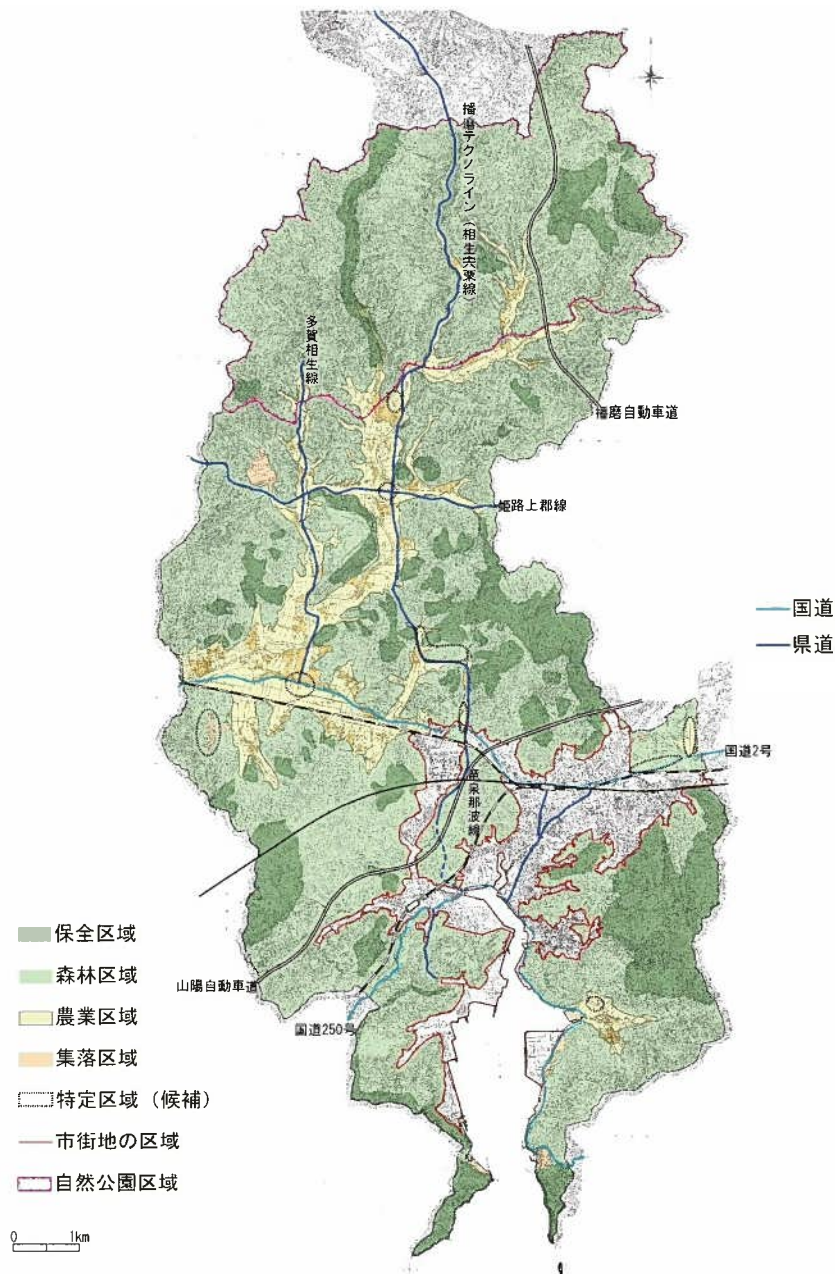 播磨テクノライン（相生宍粟線）
多賀相生線
播磨自動車道
姫路上郡線
国道
県道
国道2号
那波線
保全区域
森林区域
農業区域
集落区域
特定区域（候補）
市街地の区域
自然公園区域
山陽自動車道
国道250号
0 1km